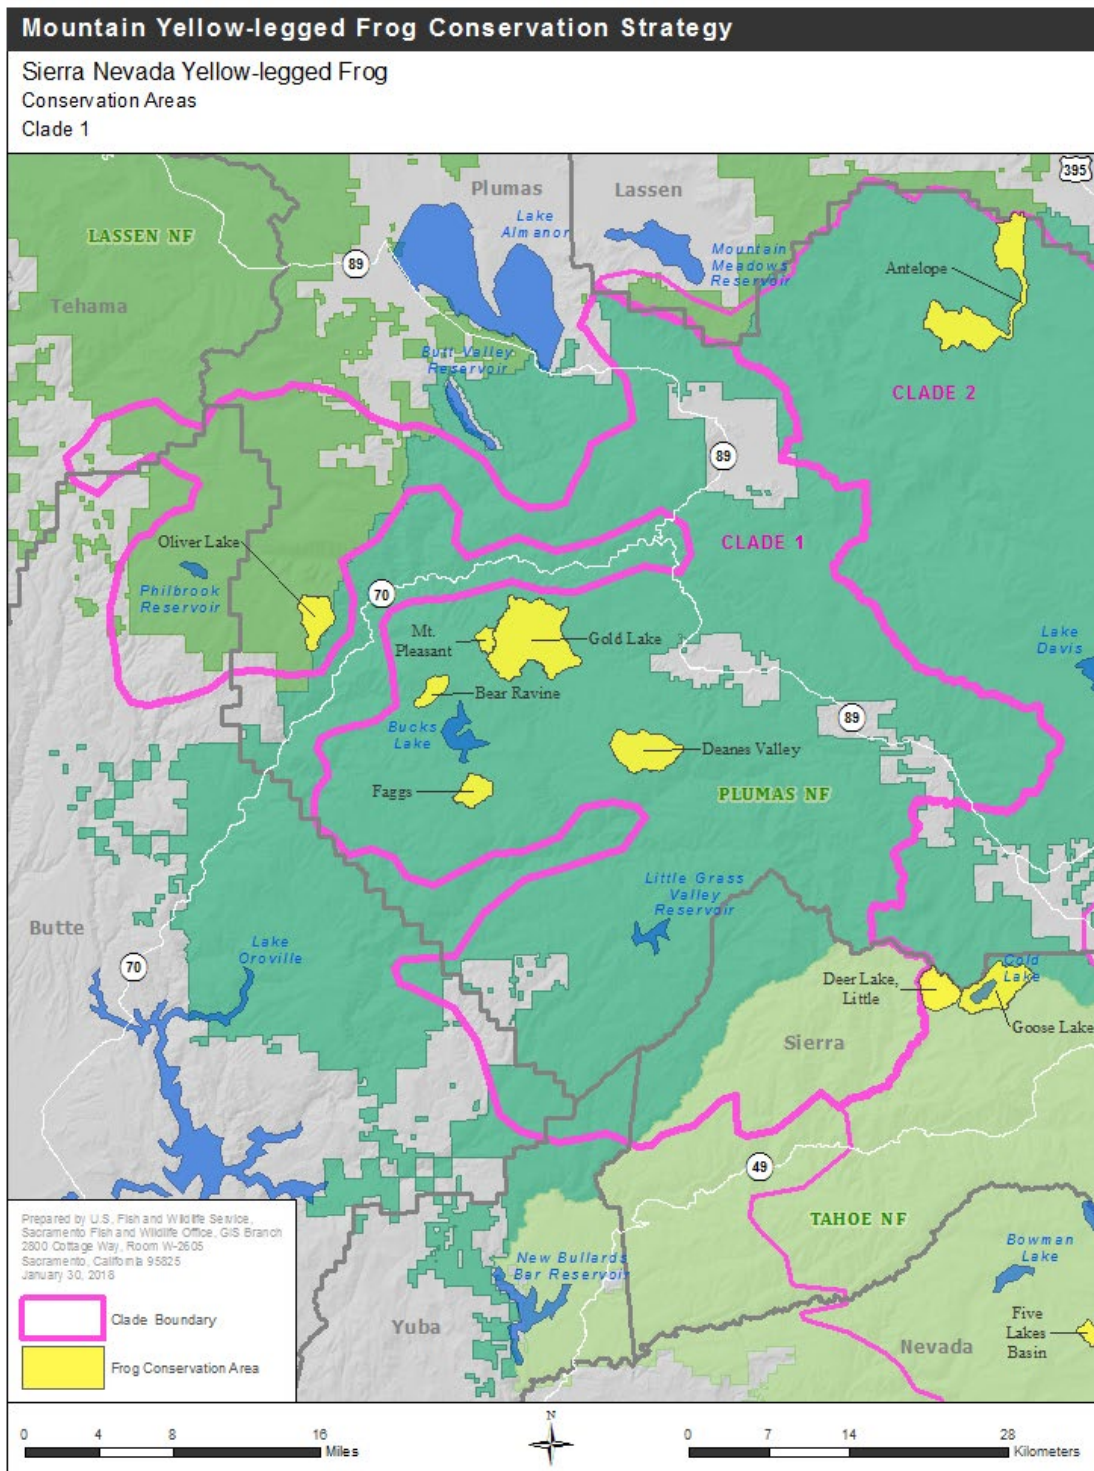 Mountain Yellow-legged Frog Conservation Strategy
Sierra Nevada Yellow-legged Frog
Conservation Areas
Clade 1
395
Plumas
Lassen
LASSEN NF
Lake
Almanor
Mountain
Meadows
Reservoir
89
Antelope
Tehama
Butt Valley
Reservoir
CLADE 2
89
Oliver Lake
CLADE 1
Philbrook
Reservoir
70
Mt.
Pleasant
Gold Lake
Lake
Davis
Bear Ravine
Bucks
Lake
89
Deanes Valley
Faggs
PLUMAS NF
Little Grass
Valley
Reservoir
Butte
Lake
Oroville
70
Gold
Lake
Deer Lake,
Little
Goose Lake
Sierra
49
TAHOE NF
Bowman
Lake
New Bullards
Bar Reservoir
Yuba
Five
Lakes
Basin
Nevada
Prepared by U.S. Fish and Wildlife Service,
Sacramento Fish and Wildlife Office, GIS Branch
2800 Cottage Way, Room W-2605
Sacramento, California 95825
January 30, 2018
Clade Boundary
Frog Conservation Area
0 4 8 16
Miles
N
0 7 14 28
Kilometers